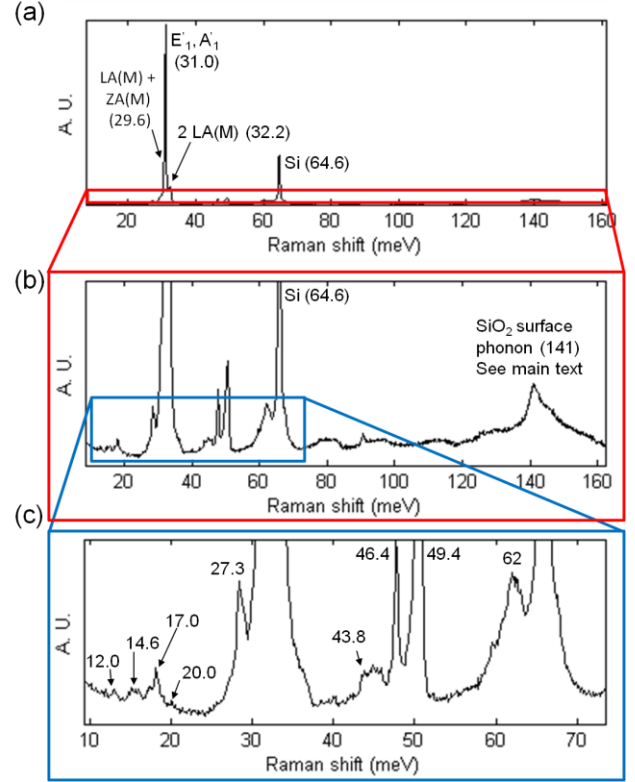 (a)
E'₁, A'₁
(31.0)
LA(M) +
ZA(M)
(29.6)
2 LA(M) (32.2)
Si (64.6)
A. U.
20 40 60 80 100 120 140 160
Raman shift (meV)
(b)
Si (64.6)
SiO₂ surface
phonon (141)
See main text
A. U.
20 40 60 80 100 120 140 160
Raman shift (meV)
(c)
27.3
46.4
49.4
62
17.0
14.6
12.0
20.0
43.8
A. U.
10 20 30 40 50 60 70
Raman shift (meV)